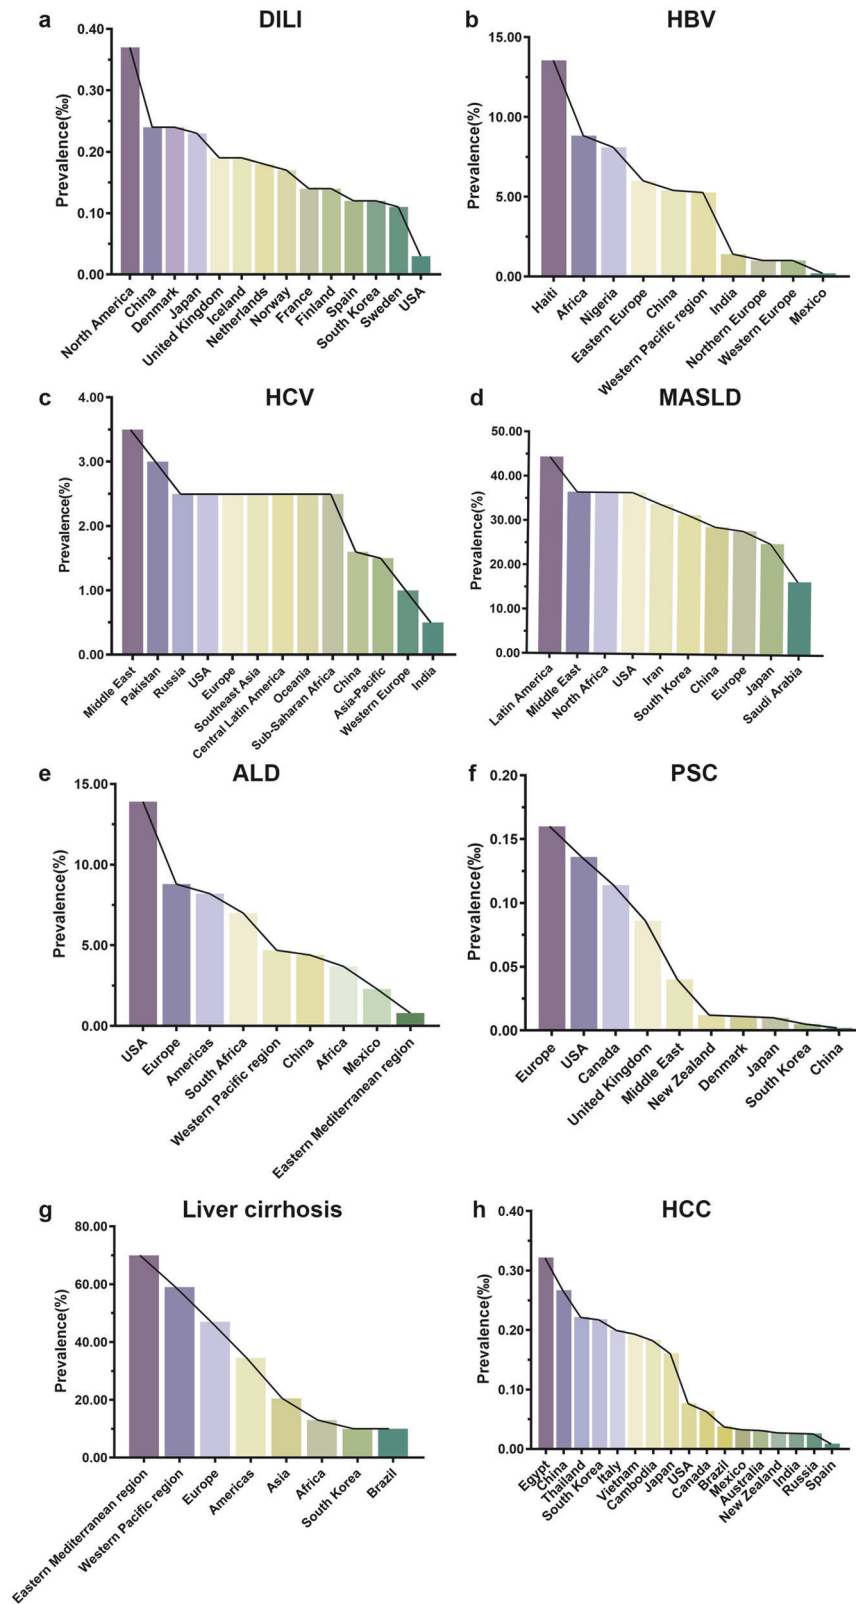 a
DILI
Prevalence(‰)
0.40
0.30
0.20
0.10
0.00
North America
China
Denmark
Japan
United Kingdom
Iceland
Netherlands
Norway
France
Finland
Spain
South Korea
Sweden
USA
b
HBV
Prevalence(%)
15.00
10.00
5.00
0.00
Haiti
Africa
Nigeria
Eastern Europe
China
Western Pacific region
India
Northern Europe
Western Europe
Mexico
c
HCV
Prevalence(%)
4.00
3.00
2.00
1.00
0.00
Middle East
Pakistan
Russia
USA
Europe
Southeast Asia
Central Latin America
Oceania
Sub-Saharan Africa
China
Asia-Pacific
Western Europe
India
d
MASLD
Prevalence(%)
50.00
40.00
30.00
20.00
10.00
0.00
Latin America
Middle East
North Africa
USA
Iran
South Korea
China
Europe
Japan
Saudi Arabia
e
ALD
Prevalence(%)
15.00
10.00
5.00
0.00
USA
Europe
Americas
South Africa
Western Pacific region
China
Africa
Mexico
Eastern Mediterranean region
f
PSC
Prevalence(‰)
0.20
0.15
0.10
0.05
0.00
Europe
USA
Canada
United Kingdom
Middle East
New Zealand
Denmark
Japan
South Korea
China
g
Liver cirrhosis
Prevalence(%)
80.00
60.00
40.00
20.00
0.00
Eastern Mediterranean region
Western Pacific region
Europe
Americas
Asia
Africa
South Korea
Brazil
h
HCC
Prevalence(‰)
0.40
0.30
0.20
0.10
0.00
Egypt
China
Thailand
South Korea
Italy
Vietnam
Cambodia
Japan
USA
Canada
Brazil
Mexico
Australia
New Zealand
India
Russia
Spain